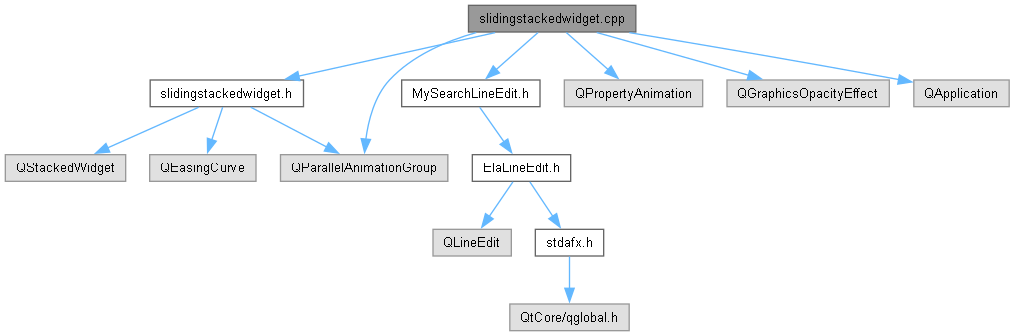 slidingstackedwidget.cpp
slidingstackedwidget.h
MySearchLineEdit.h
QPropertyAnimation
QGraphicsOpacityEffect
QApplication
QStackedWidget
QEasingCurve
QParallelAnimationGroup
ElaLineEdit.h
QLineEdit
stdafx.h
QtCore/qglobal.h